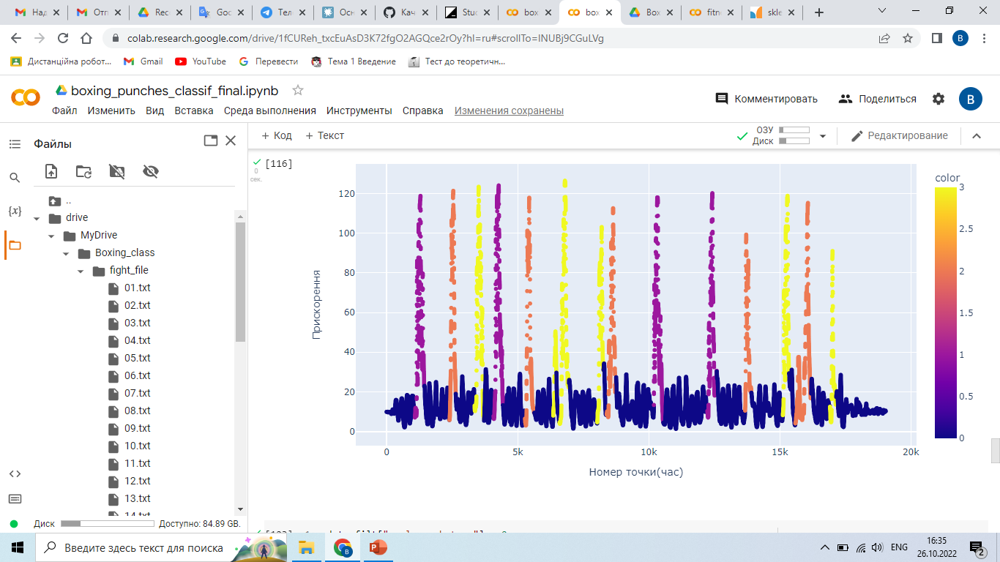 Над
Отп
Rec
Goo
Теле
Осн
Кач
Stuc
box
box
Box
fitne
skle
colab.research.google.com/drive/1fCUReh_txcEuAsD3K72fgO2AGQce2rOy?hl=ru#scrollTo=INUBj9CGuLVg
B
Дистанційна робот...
Gmail
YouTube
Перевести
Тема 1 Введение
Тест до теоретичн...
boxing_punches_classif_final.ipynb
Комментировать
Поделиться
B
Файл Изменить Вид Вставка Среда выполнения Инструменты Справка Изменения сохранены
Файлы
+ Код + Текст
ОЗУ
Диск
Редактирование
{x}
..
drive
MyDrive
Boxing_class
fight_file
01.txt
02.txt
03.txt
04.txt
05.txt
06.txt
07.txt
08.txt
09.txt
10.txt
11.txt
12.txt
13.txt
14.txt
Диск Доступно: 84.89 GB.
[116]
0
сек.
Прискорення
120
100
80
60
40
20
0
0 5k 10k 15k 20k
Номер точки(час)
color
3
2.5
2
1.5
1
0.5
0
Введите здесь текст для поиска
B
ENG
16:35
26.10.2022
2